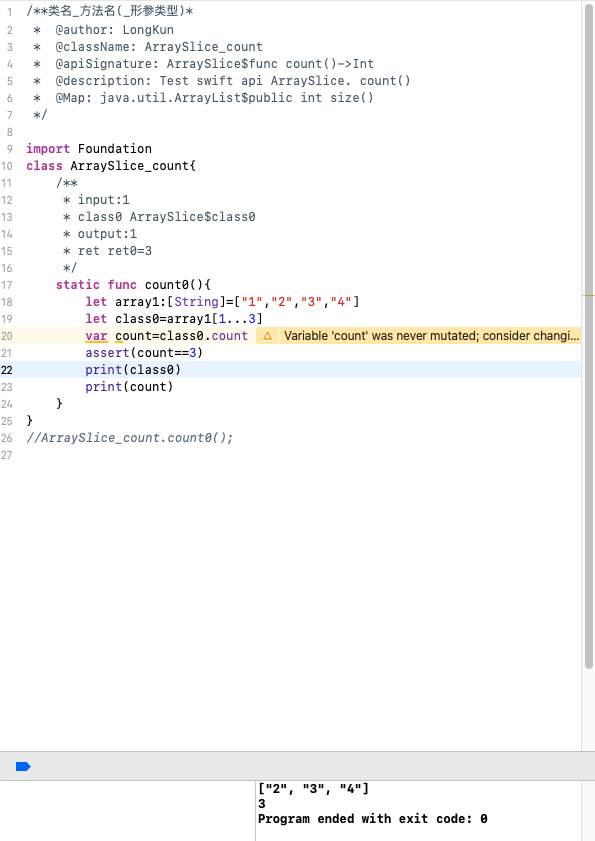 1 /**类名_方法名(_形参类型)*
2 *  @author: LongKun
3 *  @className: ArraySlice_count
4 *  @apiSignature: ArraySlice$func count()->Int
5 *  @description: Test swift api ArraySlice. count()
6 *  @Map: java.util.ArrayList$public int size()
7 */
8
9 import Foundation
10 class ArraySlice_count{
11     /**
12      * input:1
13      * class0 ArraySlice$class0
14      * output:1
15      * ret ret0=3
16      */
17     static func count0(){
18         let array1:[String]=["1","2","3","4"]
19         let class0=array1[1...3]
20         var count=class0.count Variable 'count' was never mutated; consider changi...
21         assert(count==3)
22         print(class0)
23         print(count)
24     }
25 }
26 //ArraySlice_count.count0();
27
["2", "3", "4"]
3
Program ended with exit code: 0